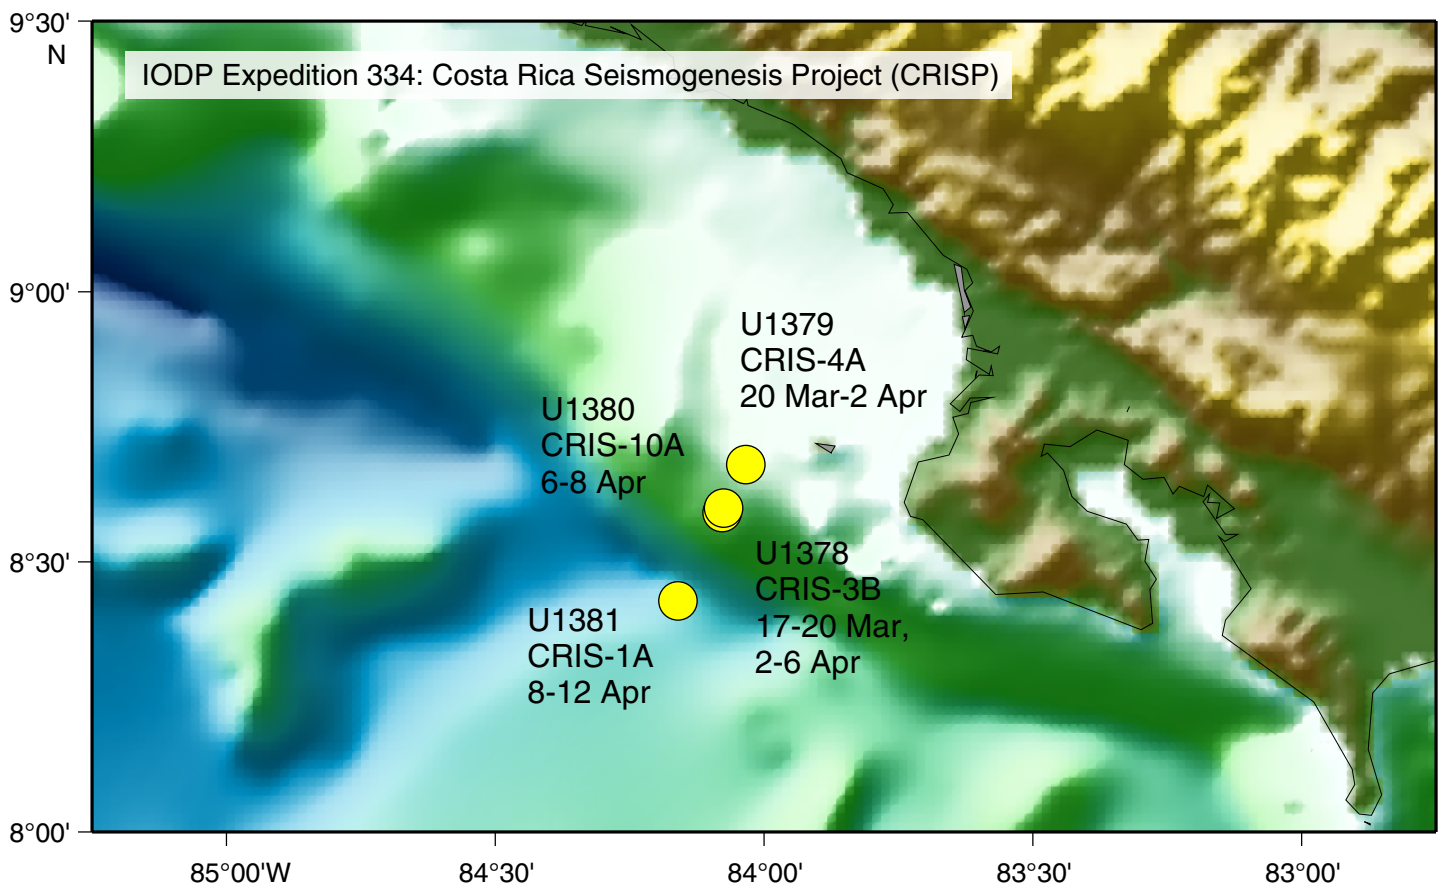 9°30'
N
IODP Expedition 334: Costa Rica Seismogenesis Project (CRISP)
9°00'
U1379
CRIS-4A
20 Mar-2 Apr
U1380
CRIS-10A
6-8 Apr
8°30'
U1378
CRIS-3B
17-20 Mar,
2-6 Apr
U1381
CRIS-1A
8-12 Apr
8°00'
85°00'W
84°30'
84°00'
83°30'
83°00'